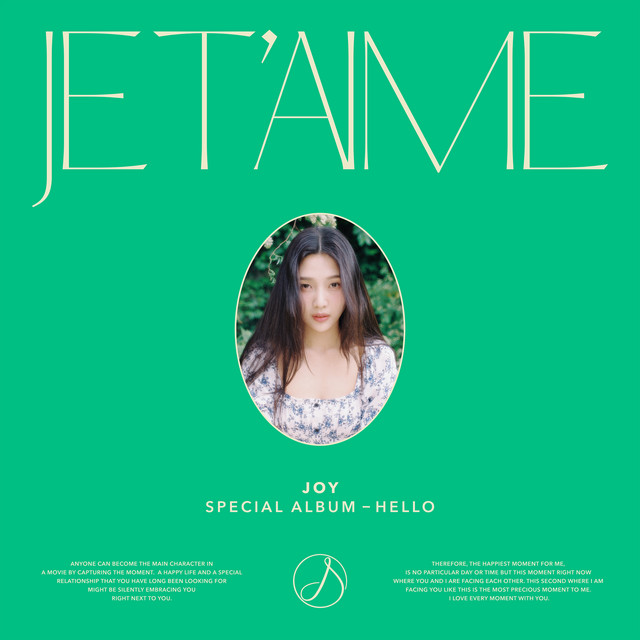 JE T'AIME
JOY
SPECIAL ALBUM – HELLO
ANYONE CAN BECOME THE MAIN CHARACTER IN
A MOVIE BY CAPTURING THE MOMENT. A HAPPY LIFE AND A SPECIAL
RELATIONSHIP THAT YOU HAVE LONG BEEN LOOKING FOR
MIGHT BE SILENTLY EMBRACING YOU
RIGHT NEXT TO YOU.
THEREFORE, THE HAPPIEST MOMENT FOR ME,
IS NO PARTICULAR DAY OR TIME BUT THIS MOMENT RIGHT NOW
WHERE YOU AND I ARE FACING EACH OTHER. THIS SECOND WHERE I AM
FACING YOU LIKE THIS IS THE MOST PRECIOUS MOMENT TO ME.
I LOVE EVERY MOMENT WITH YOU.